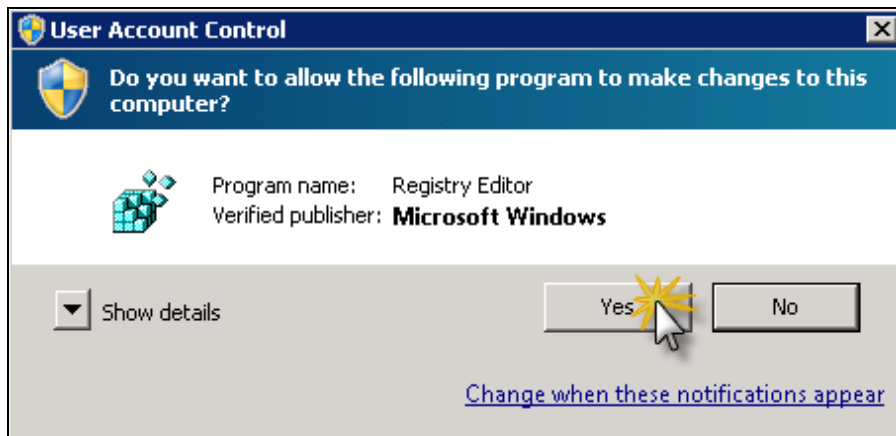 User Account Control
Do you want to allow the following program to make changes to this
computer?
Program name: Registry Editor
Verified publisher: Microsoft Windows
Show details
Yes
No
Change when these notifications appear